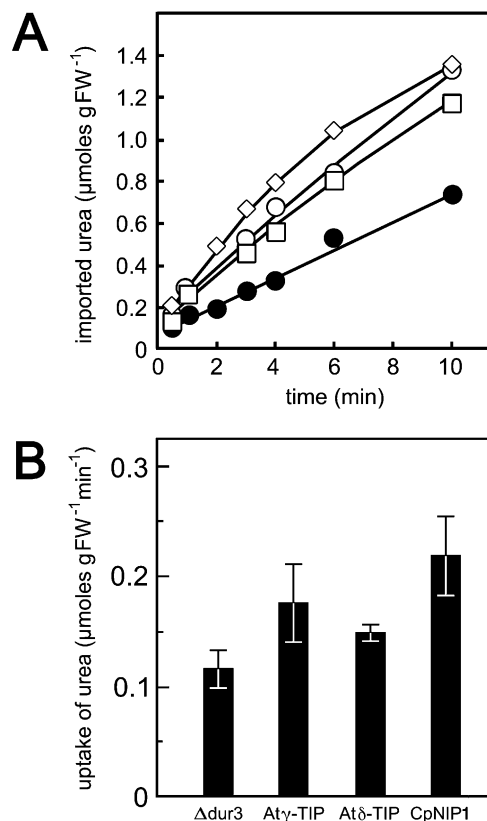 A
imported urea (µmoles gFW⁻¹)
1.4
1.2
1.0
0.8
0.6
0.4
0.2
0
0 2 4 6 8 10
time (min)
B
uptake of urea (µmoles gFW⁻¹min⁻¹)
0.3
0.2
0.1
0
Δdur3 Atγ-TIP Atδ-TIP CpNIP1